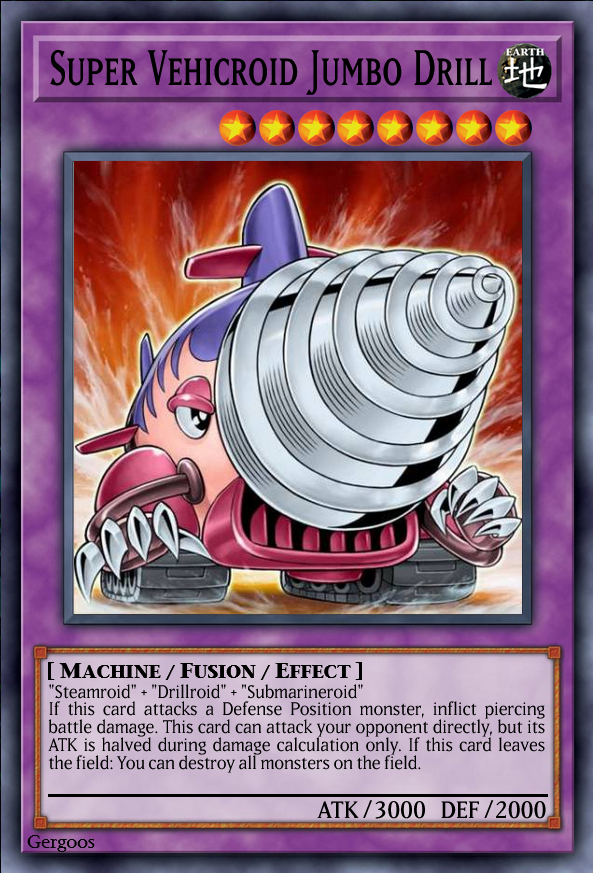 Super Vehicroid Jumbo Drill
EARTH
地
[ Machine / Fusion / Effect ]
"Steamroid" + "Drillroid" + "Submarineroid"
If this card attacks a Defense Position monster, inflict piercing
battle damage. This card can attack your opponent directly, but its
ATK is halved during damage calculation only. If this card leaves
the field: You can destroy all monsters on the field.
ATK/3000 DEF/2000
Gergoos